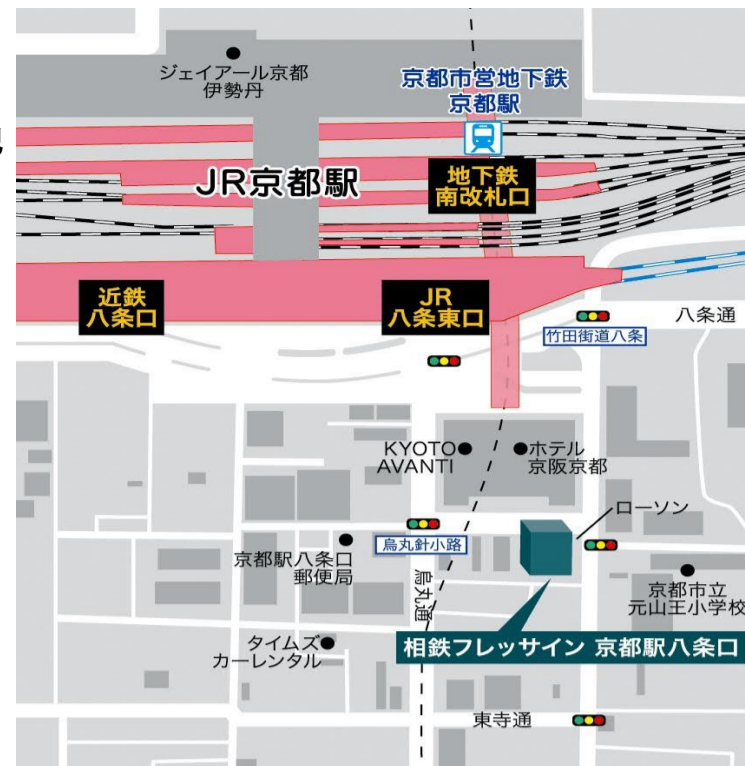 ジェイアール京都
伊勢丹
京都市営地下鉄
京都駅
JR京都駅
地下鉄
南改札口
近鉄
八条口
JR
八条東口
八条通
竹田街道八条
KYOTO
AVANTI
ホテル
京阪京都
ローソン
烏丸針小路
京都駅八条口
郵便局
烏丸通
京都市立
元山王小学校
タイムズ
カーレンタル
相鉄フレッサイン 京都駅八条口
東寺通